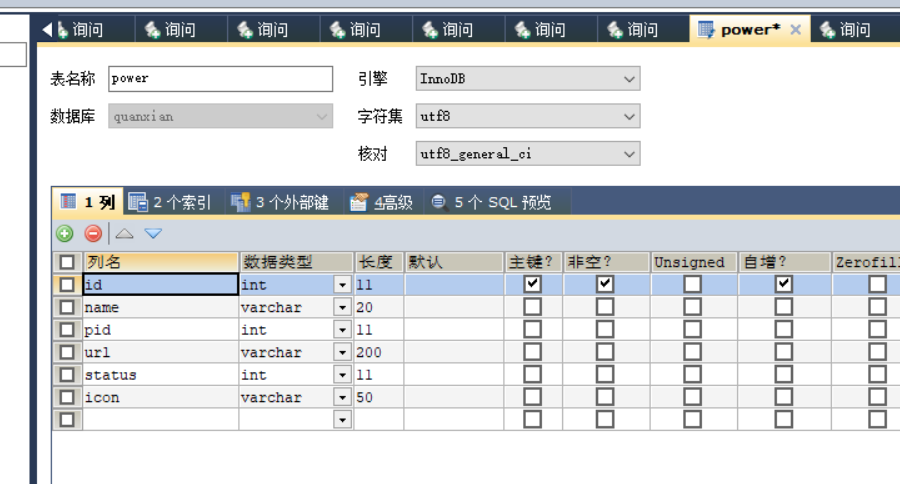 询问 询问 询问 询问 询问 询问 询问 power* 询问
表名称 power 引擎 InnoDB
数据库 quanxian 字符集 utf8
核对 utf8_general_ci
1 列 2 个索引 3 个外部键 4高级 5 个 SQL 预览
列名 数据类型 长度 默认 主键? 非空? Unsigned 自增? Zerofill
id int 11
name varchar 20
pid int 11
url varchar 200
status int 11
icon varchar 50